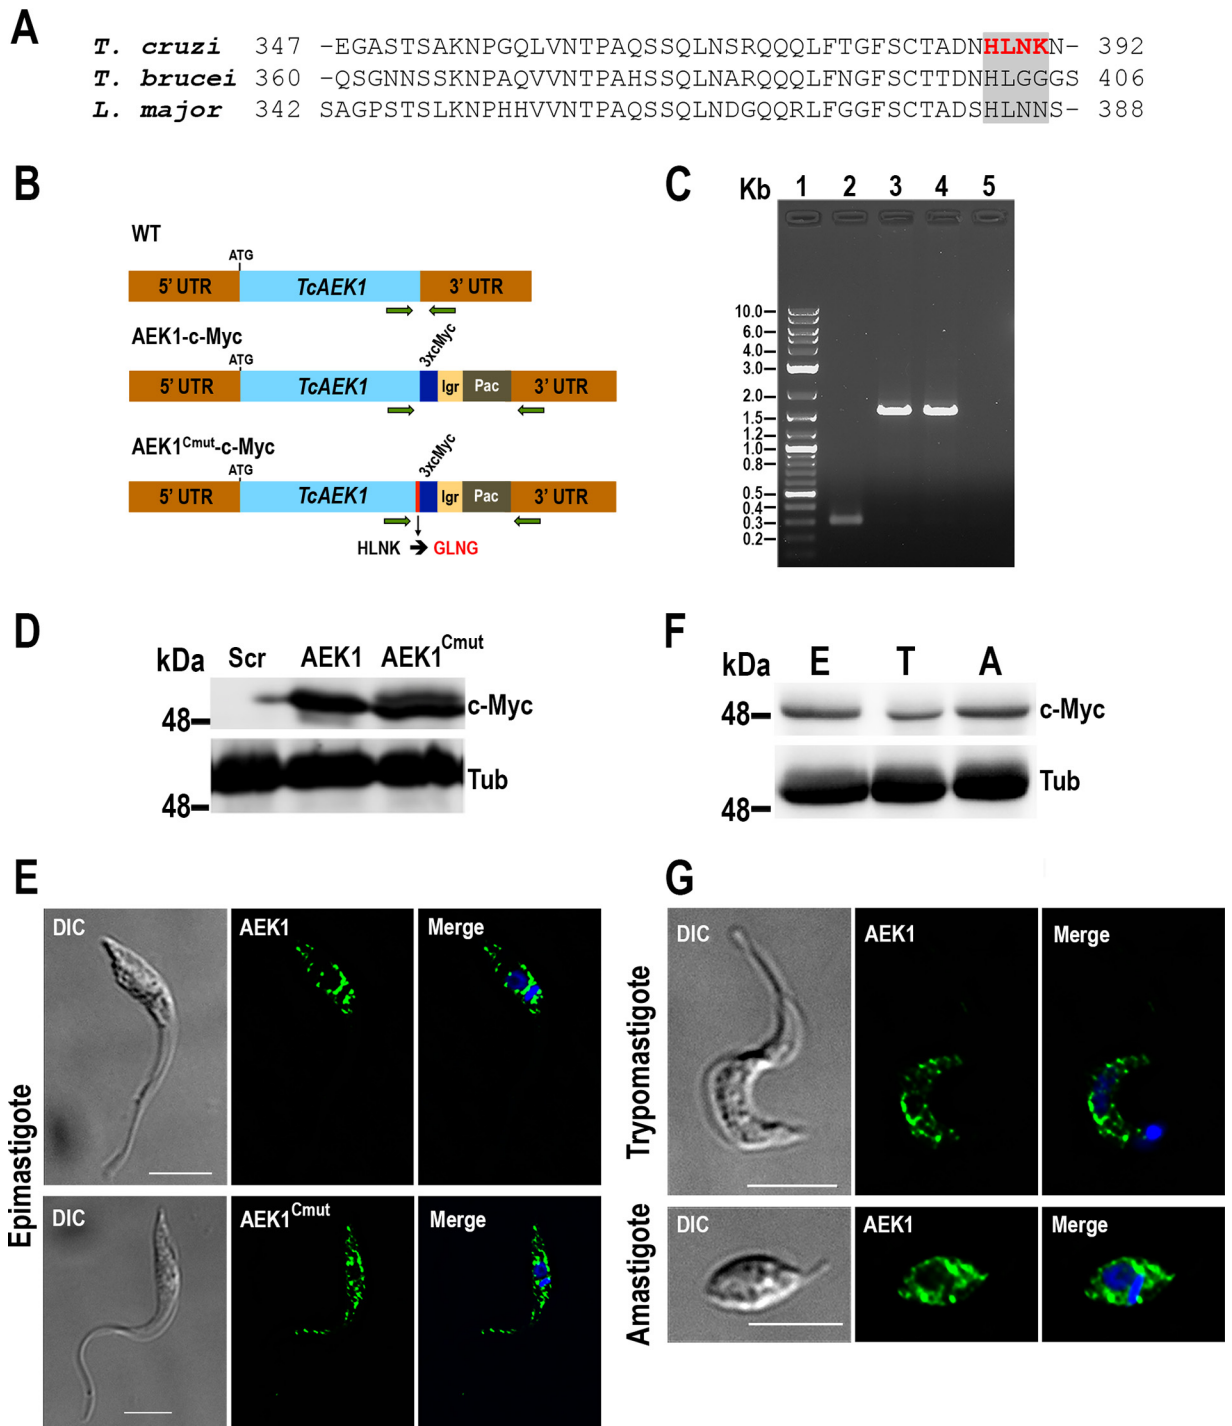 A
T. cruzi 347 -EGASTSAKNPGQLVNTPAQSSQLNSRQQQLFTGFSCTADNHLNKN- 392
T. brucei 360 -QSGNNSSKNPAQVVNTPAHSSQLNARQQQLFNGFSCTTDNHLGGGS 406
L. major 342 SAGPSTSLKNPHHVVNTPAQSSQLNDGQQRLFGGFSCTADSHLNNS- 388
B
WT
ATG
5' UTR TcAEK1 3' UTR
AEK1-c-Myc
ATG 3xcMyc
5' UTR TcAEK1 Igr Pac 3' UTR
AEK1Cmut-c-Myc
ATG 3xcMyc
5' UTR TcAEK1 Igr Pac 3' UTR
HLNK ➔ GLNG
C
Kb 1 2 3 4 5
10.0
6.0
4.0
3.0
2.0
1.5
1.2
1.0
0.8
0.5
0.4
0.3
0.2
D
kDa Scr AEK1 AEK1Cmut
48 c-Myc
48 Tub
F
kDa E T A
48 c-Myc
48 Tub
E
Epimastigote
DIC AEK1 Merge
DIC AEK1Cmut Merge
G
Trypomastigote
DIC AEK1 Merge
Amastigote
DIC AEK1 Merge